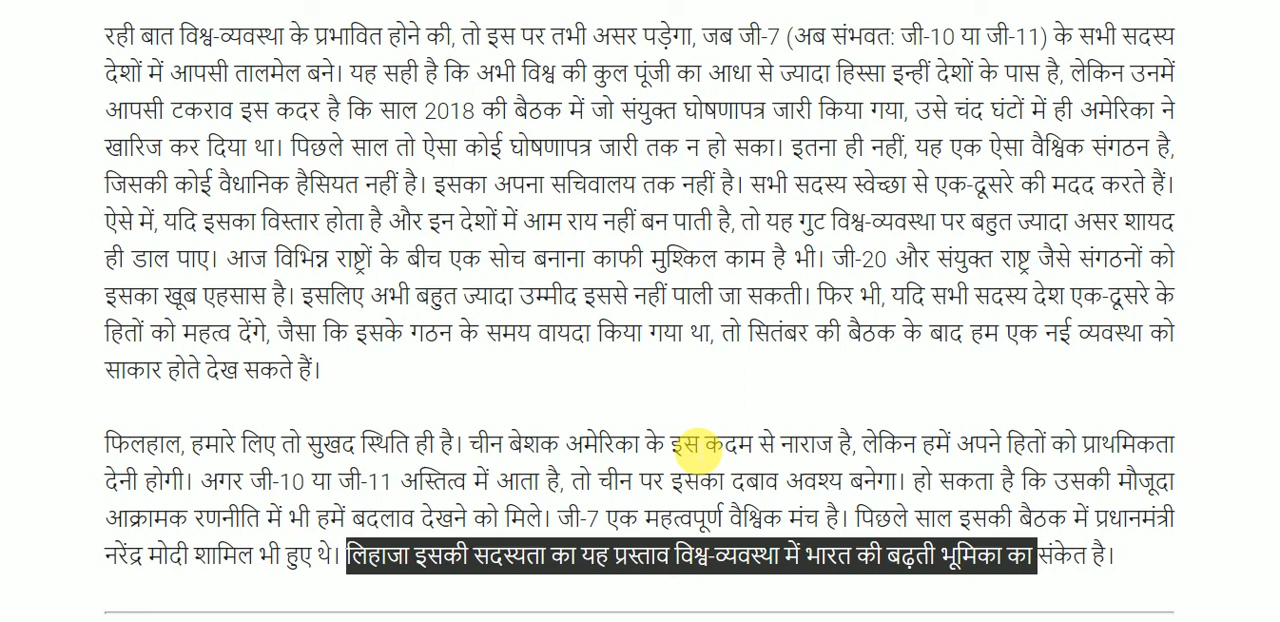 रही बात विश्व-व्यवस्था के प्रभावित होने की, तो इस पर तभी असर पड़ेगा, जब जी-7 (अब संभवत: जी-10 या जी-11) के सभी सदस्य
देशों में आपसी तालमेल बने। यह सही है कि अभी विश्व की कुल पूंजी का आधा से ज्यादा हिस्सा इन्हीं देशों के पास है, लेकिन उनमें
आपसी टकराव इस कदर है कि साल 2018 की बैठक में जो संयुक्त घोषणापत्र जारी किया गया, उसे चंद घंटों में ही अमेरिका ने
खारिज कर दिया था। पिछले साल तो ऐसा कोई घोषणापत्र जारी तक न हो सका। इतना ही नहीं, यह एक ऐसा वैश्विक संगठन है,
जिसकी कोई वैधानिक हैसियत नहीं है। इसका अपना सचिवालय तक नहीं है। सभी सदस्य स्वेच्छा से एक-दूसरे की मदद करते हैं।
ऐसे में, यदि इसका विस्तार होता है और इन देशों में आम राय नहीं बन पाती है, तो यह गुट विश्व-व्यवस्था पर बहुत ज्यादा असर शायद
ही डाल पाए। आज विभिन्न राष्ट्रों के बीच एक सोच बनाना काफी मुश्किल काम है भी। जी-20 और संयुक्त राष्ट्र जैसे संगठनों को
इसका खूब एहसास है। इसलिए अभी बहुत ज्यादा उम्मीद इससे नहीं पाली जा सकती। फिर भी, यदि सभी सदस्य देश एक-दूसरे के
हितों को महत्व देंगे, जैसा कि इसके गठन के समय वायदा किया गया था, तो सितंबर की बैठक के बाद हम एक नई व्यवस्था को
साकार होते देख सकते हैं।
फिलहाल, हमारे लिए तो सुखद स्थिति ही है। चीन बेशक अमेरिका के इस कदम से नाराज है, लेकिन हमें अपने हितों को प्राथमिकता
देनी होगी। अगर जी-10 या जी-11 अस्तित्व में आता है, तो चीन पर इसका दबाव अवश्य बनेगा। हो सकता है कि उसकी मौजूदा
आक्रामक रणनीति में भी हमें बदलाव देखने को मिले। जी-7 एक महत्वपूर्ण वैश्विक मंच है। पिछले साल इसकी बैठक में प्रधानमंत्री
नरेंद्र मोदी शामिल भी हुए थे। लिहाजा इसकी सदस्यता का यह प्रस्ताव विश्व-व्यवस्था में भारत की बढ़ती भूमिका का संकेत है।